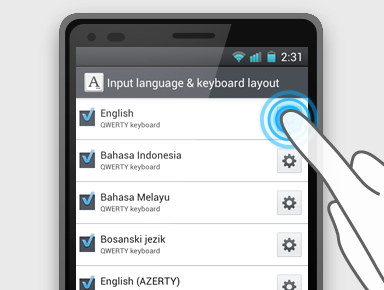 2:31
A Input language & keyboard layout
English
QWERTY keyboard
Bahasa Indonesia
QWERTY keyboard
Bahasa Melayu
QWERTY keyboard
Bosanski jezik
QWERTY keyboard
English (AZERTY)